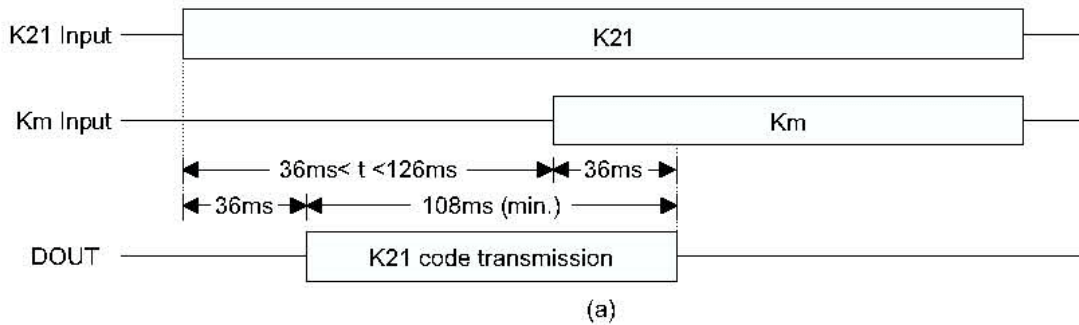 K21 Input
K21
Km Input
Km
36ms< t <126ms
36ms
36ms
108ms (min.)
DOUT
K21 code transmission
(a)